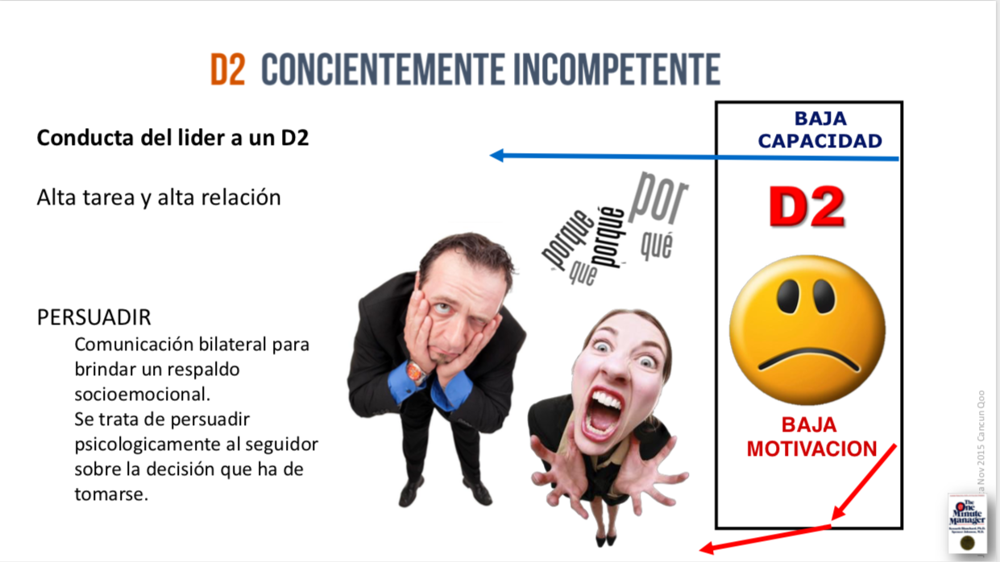 D2 CONCIENTEMENTE INCOMPETENTE
Conducta del lider a un D2
Alta tarea y alta relación
PERSUADIR
Comunicación bilateral para
brindar un respaldo
socioemocional.
Se trata de persuadir
psicologicamente al seguidor
sobre la decisión que ha de
tomarse.
porque
que
porqué
por
qué
BAJA
CAPACIDAD
D2
BAJA
MOTIVACION
Nov 2015 Cancun Qoo
The
One
Minute
Manager